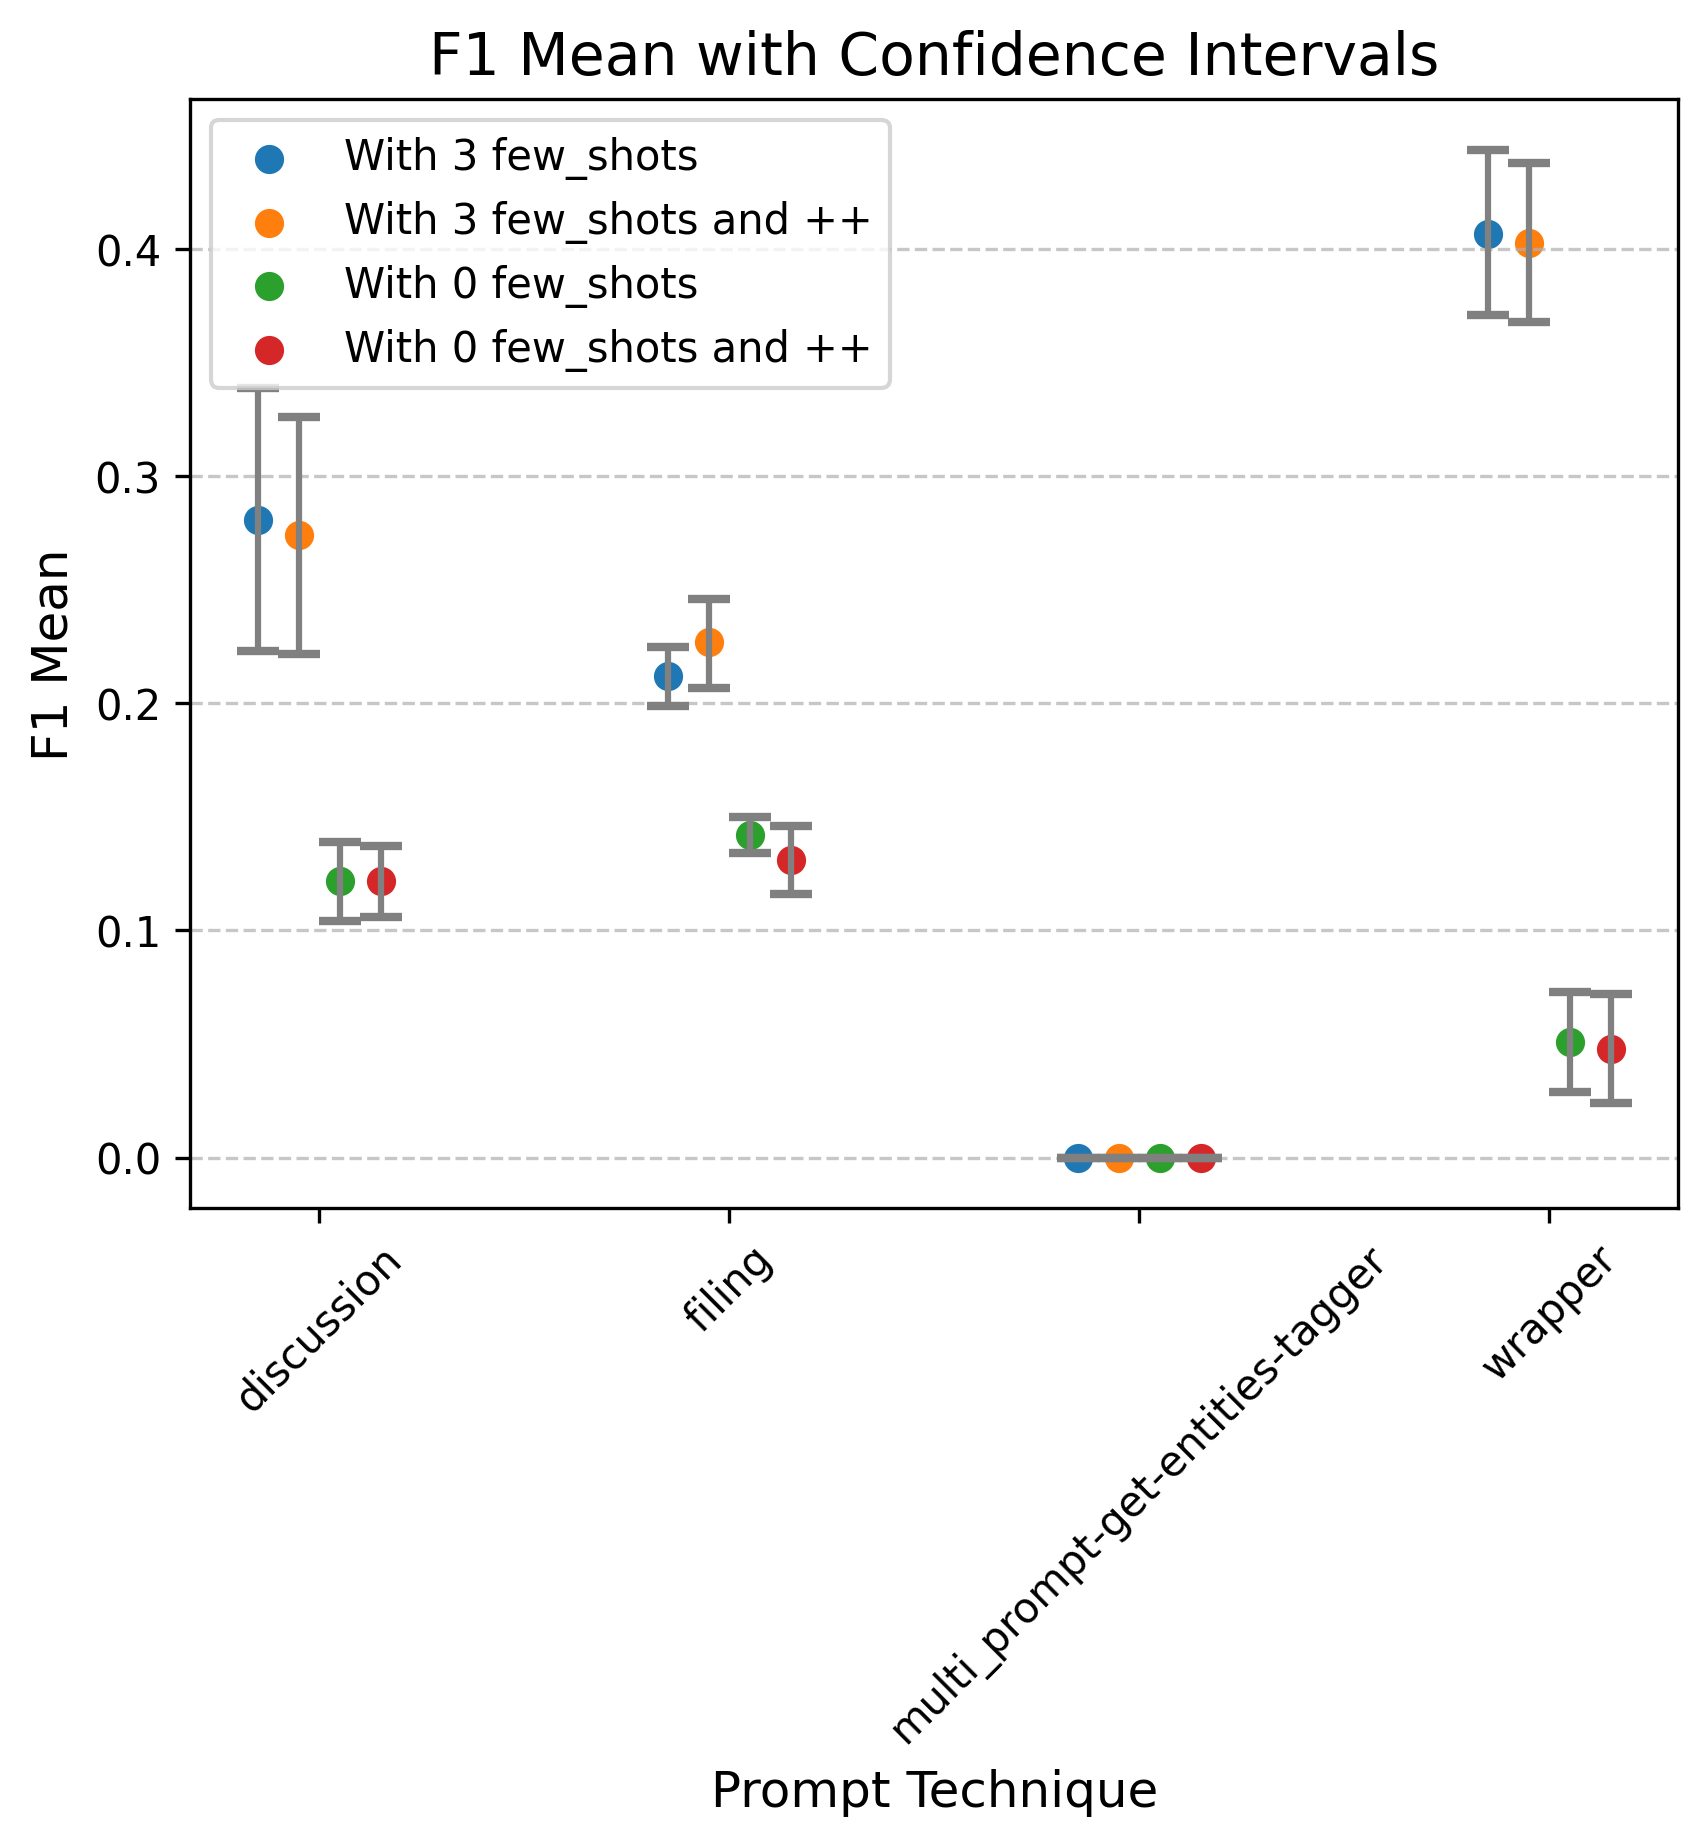 F1 Mean with Confidence Intervals
With 3 few_shots
With 3 few_shots and ++
With 0 few_shots
With 0 few_shots and ++
F1 Mean
0.4
0.3
0.2
0.1
0.0
discussion
filing
multi_prompt-get-entities-tagger
wrapper
Prompt Technique